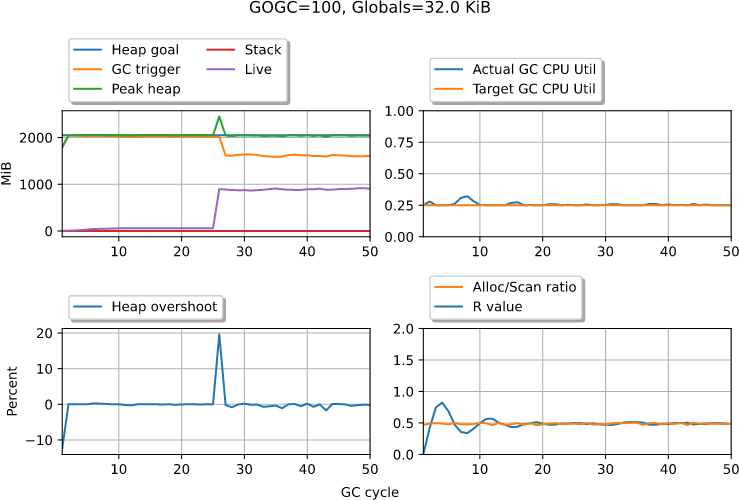 GOGC=100, Globals=32.0 KiB
Heap goal
GC trigger
Peak heap
Stack
Live
MiB
2000
1000
0
10
20
30
40
50
Actual GC CPU Util
Target GC CPU Util
1.00
0.75
0.50
0.25
0.00
10
20
30
40
50
Heap overshoot
Percent
20
10
0
−10
10
20
30
40
50
Alloc/Scan ratio
R value
2.0
1.5
1.0
0.5
0.0
10
20
30
40
50
GC cycle